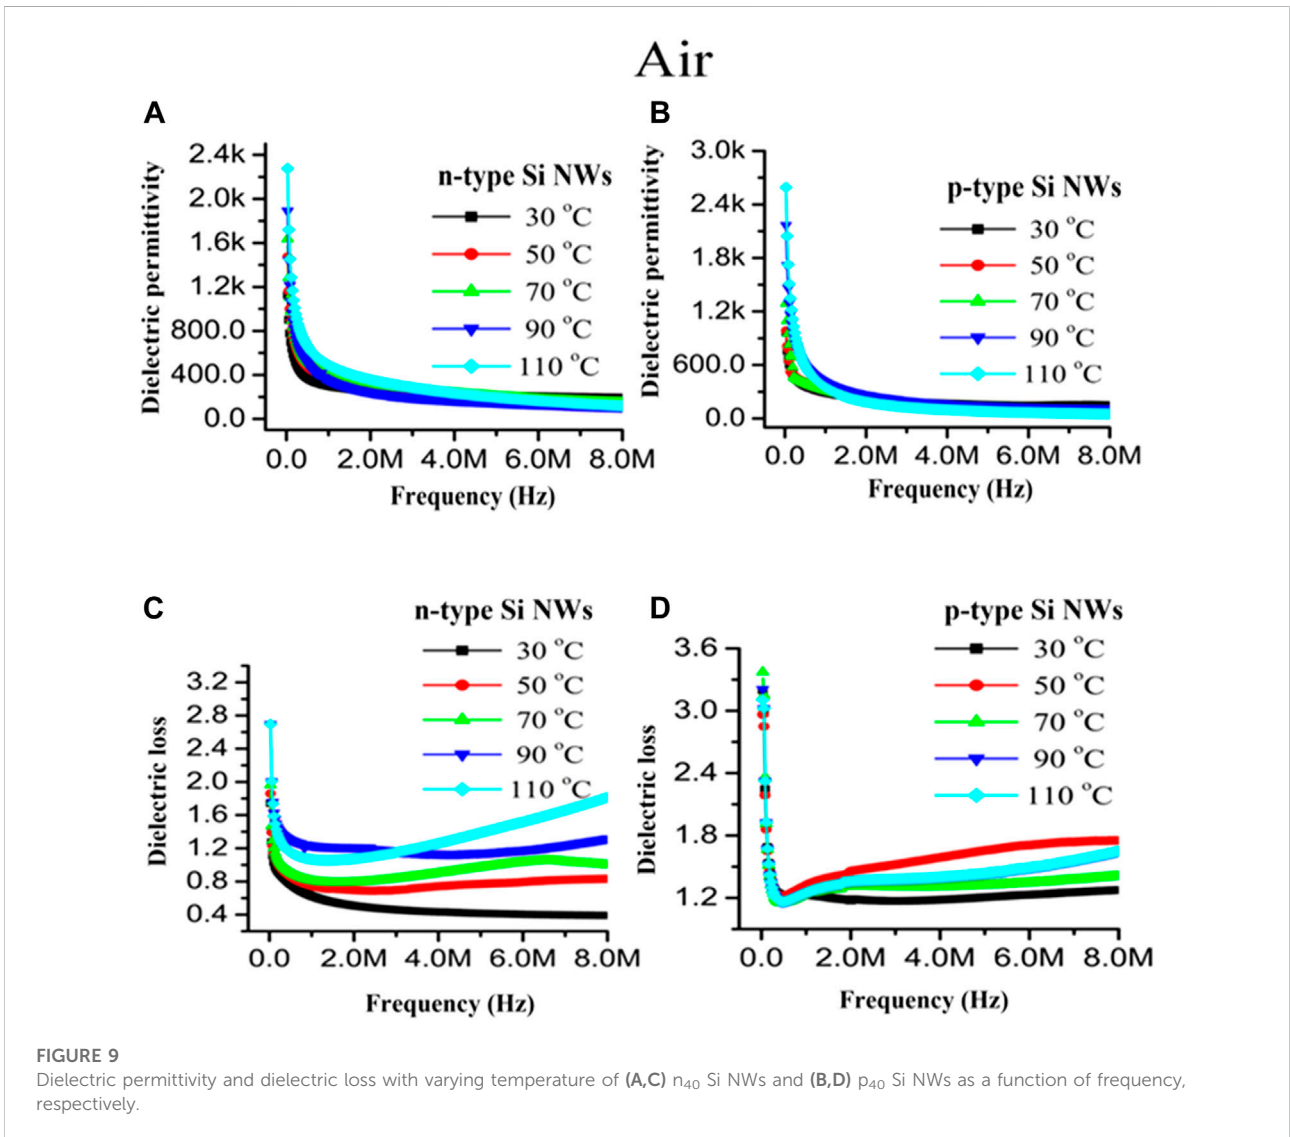 Air
A
n-type Si NWs
30 °C
50 °C
70 °C
90 °C
110 °C
Dielectric permittivity
2.4k
2.0k
1.6k
1.2k
800.0
400.0
0.0
0.0 2.0M 4.0M 6.0M 8.0M
Frequency (Hz)
B
p-type Si NWs
30 °C
50 °C
70 °C
90 °C
110 °C
Dielectric permittivity
3.0k
2.4k
1.8k
1.2k
600.0
0.0
0.0 2.0M 4.0M 6.0M 8.0M
Frequency (Hz)
C
n-type Si NWs
30 °C
50 °C
70 °C
90 °C
110 °C
Dielectric loss
3.2
2.8
2.4
2.0
1.6
1.2
0.8
0.4
0.0 2.0M 4.0M 6.0M 8.0M
Frequency (Hz)
D
p-type Si NWs
30 °C
50 °C
70 °C
90 °C
110 °C
Dielectric loss
3.6
3.0
2.4
1.8
1.2
0.0 2.0M 4.0M 6.0M 8.0M
Frequency (Hz)
FIGURE 9
Dielectric permittivity and dielectric loss with varying temperature of (A,C) n₄₀ Si NWs and (B,D) p₄₀ Si NWs as a function of frequency,
respectively.